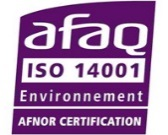 afaq
ISO 14001
Environnement
AFNOR CERTIFICATION